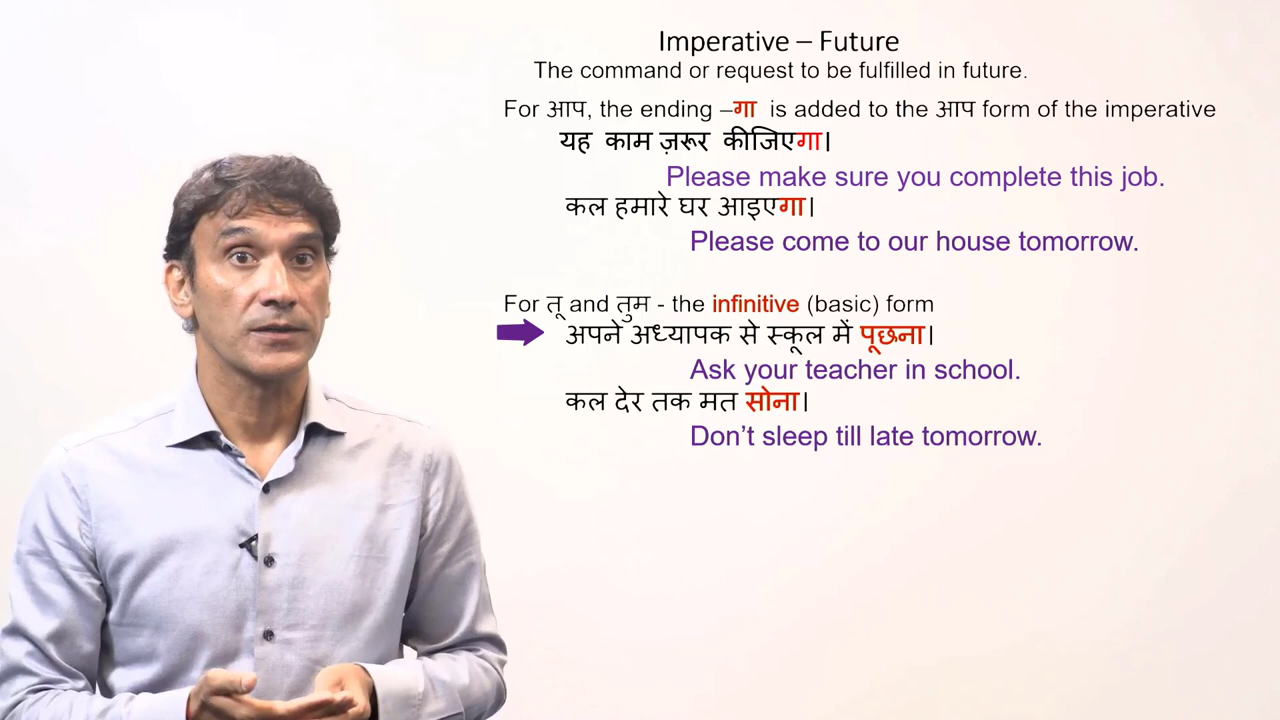 Imperative – Future
The command or request to be fulfilled in future.
For आप, the ending –गा is added to the आप form of the imperative
यह काम ज़रूर कीजिएगा।
Please make sure you complete this job.
कल हमारे घर आइएगा।
Please come to our house tomorrow.
For तू and तुम - the infinitive (basic) form
अपने अध्यापक से स्कूल में पूछना।
Ask your teacher in school.
कल देर तक मत सोना।
Don’t sleep till late tomorrow.